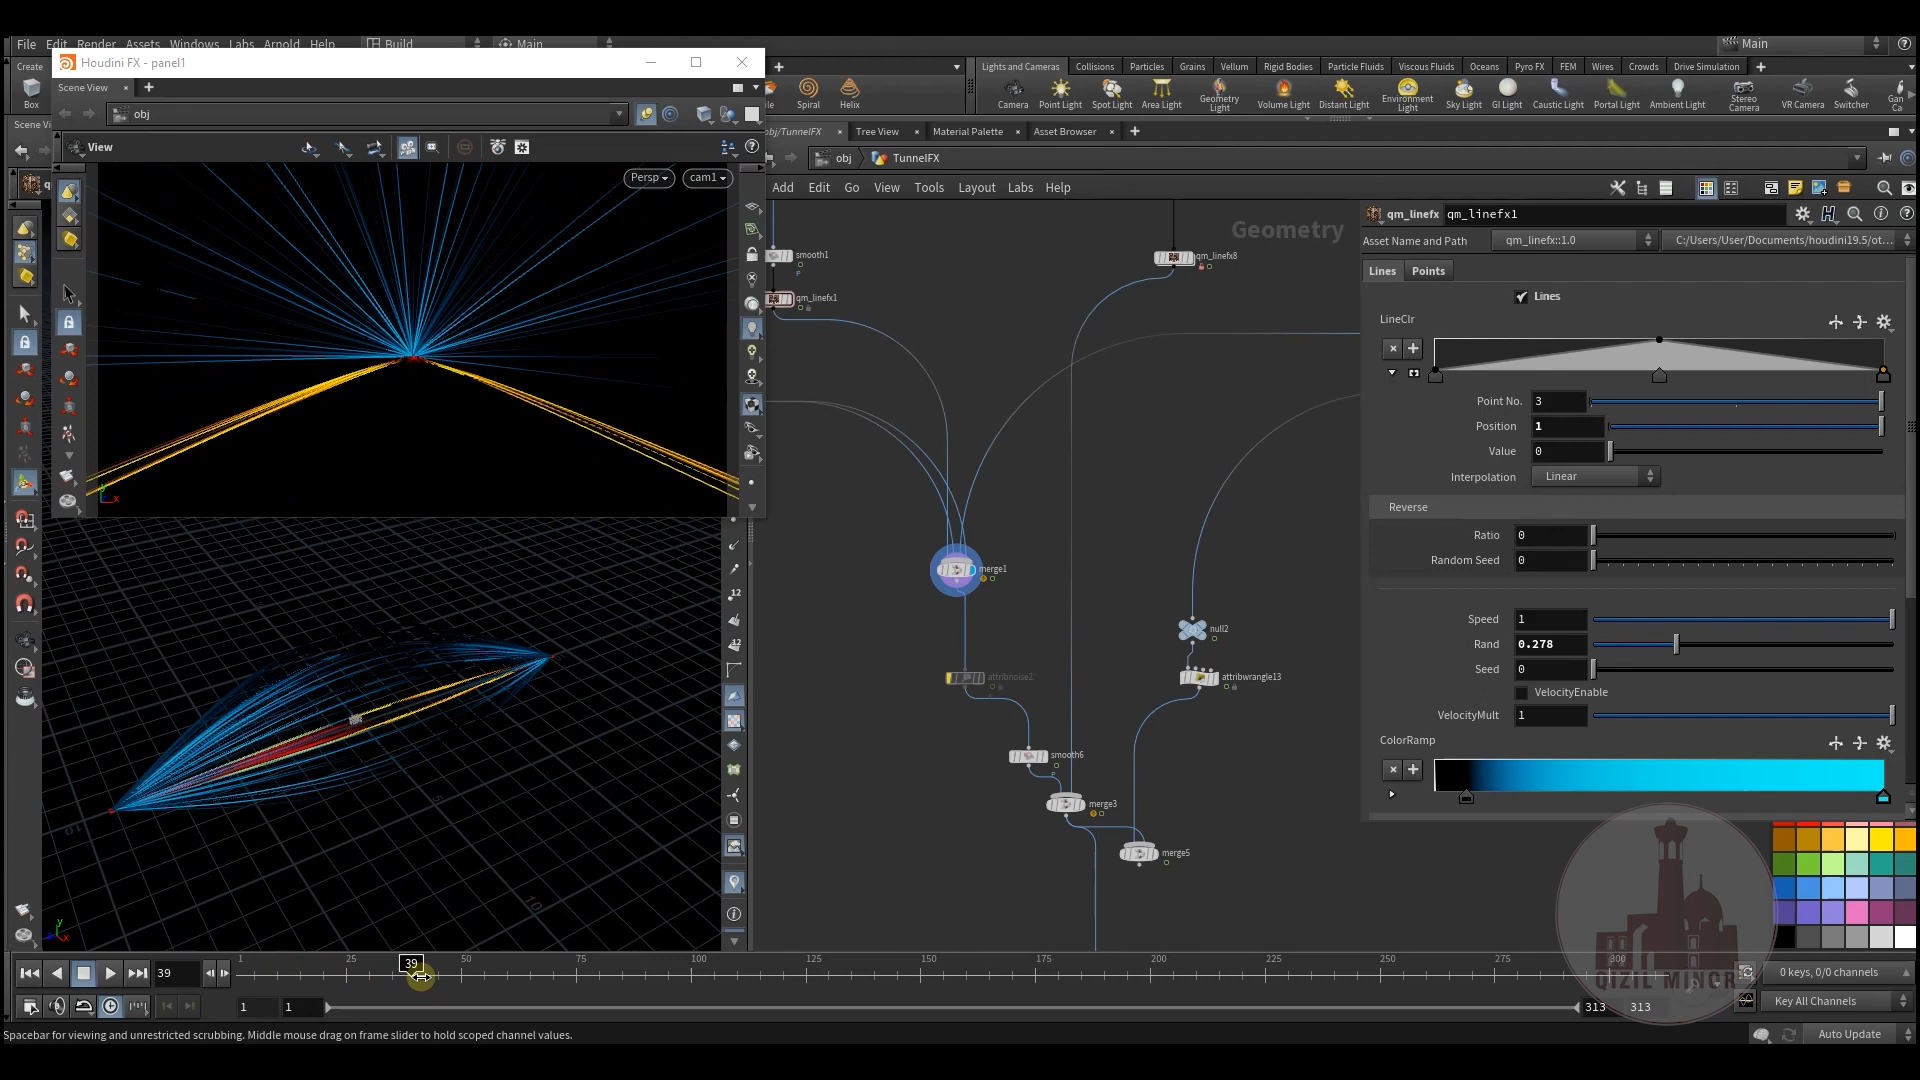 File Edit Render Assets Windows Labs Arnold Help Build Main Main
Houdini FX - panel1
Create
Box
Spiral
Helix
Lights and Cameras Collisions Particles Grains Vellum Rigid Bodies Particle Fluids Viscous Fluids Oceans Pyro FX FEM Wires Crowds Drive Simulation
Camera Point Light Spot Light Area Light Geometry Light Volume Light Distant Light Environment Light Sky Light GI Light Caustic Light Portal Light Ambient Light Stereo Camera VR Camera Switcher
Scene View
obj
View
Persp cam1
obj/TunnelFX Tree View Material Palette Asset Browser
obj TunnelFX
Add Edit Go View Tools Layout Labs Help
Geometry
smooth1
qm_linefx1
qm_linefx8
merge1
null2
attribnoise2
attribwrangle13
smooth6
merge3
merge5
qm_linefx qm_linefx1
Asset Name and Path qm_linefx::1.0 C:/Users/User/Documents/houdini19.5/ot...
Lines Points
Lines
LineClr
Point No. 3
Position 1
Value 0
Interpolation Linear
Reverse
Ratio 0
Random Seed 0
Speed 1
Rand 0.278
Seed 0
VelocityEnable
VelocityMult 1
ColorRamp
QIZIL MINOR
39
1 25 39 50 75 100 125 150 175 200 225 250 275 300
0 keys, 0/0 channels
1 1 313 313
Key All Channels
Spacebar for viewing and unrestricted scrubbing. Middle mouse drag on frame slider to hold scoped channel values.
Auto Update